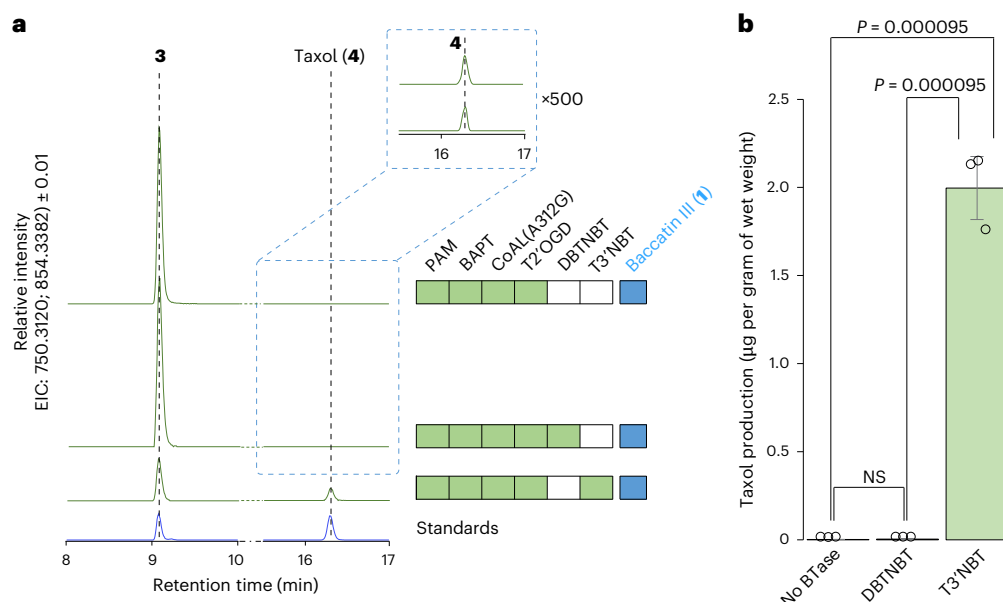 a
3
Taxol (4)
4
×500
16
17
Relative intensity
EIC: 750.3120; 854.3382) ± 0.01
PAM
BAPT
CoAL(A312G)
T2′OGD
DBTNBT
T3′NBT
Baccatin III (1)
Standards
8
9
10
16
17
Retention time (min)
b
P = 0.000095
P = 0.000095
Taxol production (µg per gram of wet weight)
2.5
2.0
1.5
1.0
0.5
0
NS
No BTase
DBTNBT
T3′NBT